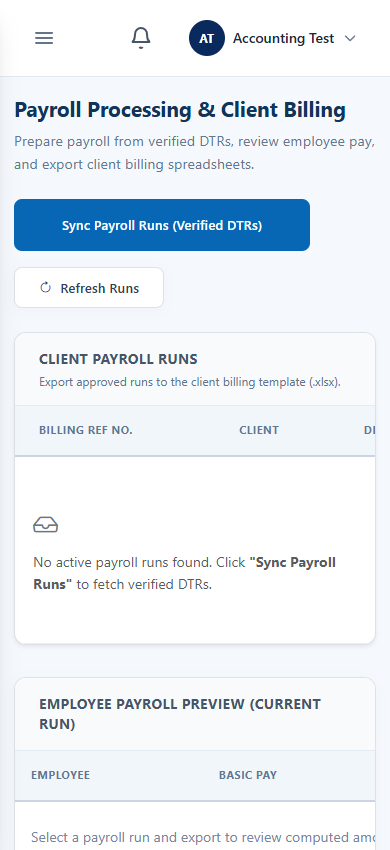 AT Accounting Test
Payroll Processing & Client Billing
Prepare payroll from verified DTRs, review employee pay,
and export client billing spreadsheets.
Sync Payroll Runs (Verified DTRs)
Refresh Runs
CLIENT PAYROLL RUNS
Export approved runs to the client billing template (.xlsx).
BILLING REF NO. CLIENT
No active payroll runs found. Click "Sync Payroll
Runs" to fetch verified DTRs.
EMPLOYEE PAYROLL PREVIEW (CURRENT
RUN)
EMPLOYEE BASIC PAY
Select a payroll run and export to review computed